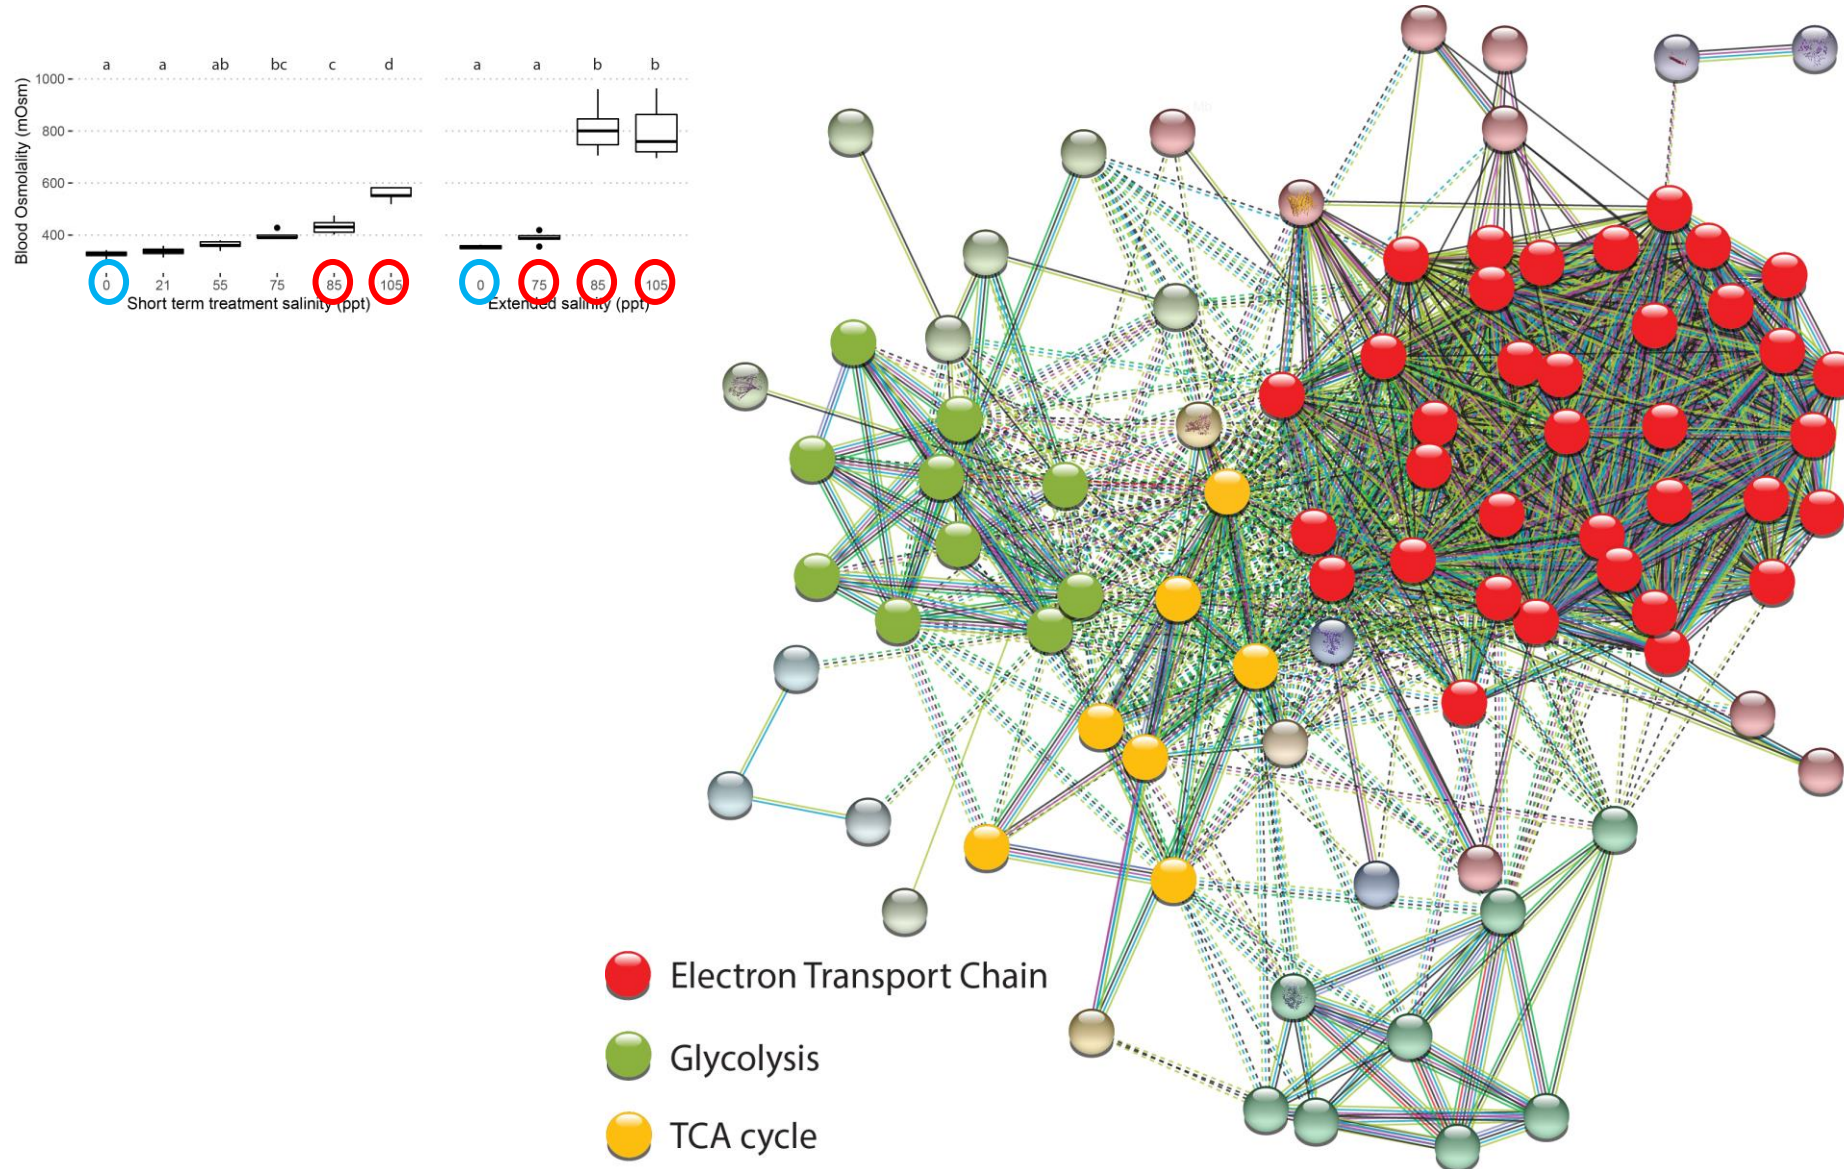 a a ab bc c d a a b b
Blood Osmolality (mOsm)
1000
800
600
400
0 21 55 75 85 105 0 75 85 105
Short term treatment salinity (ppt) Extended salinity (ppt)
Electron Transport Chain
Glycolysis
TCA cycle